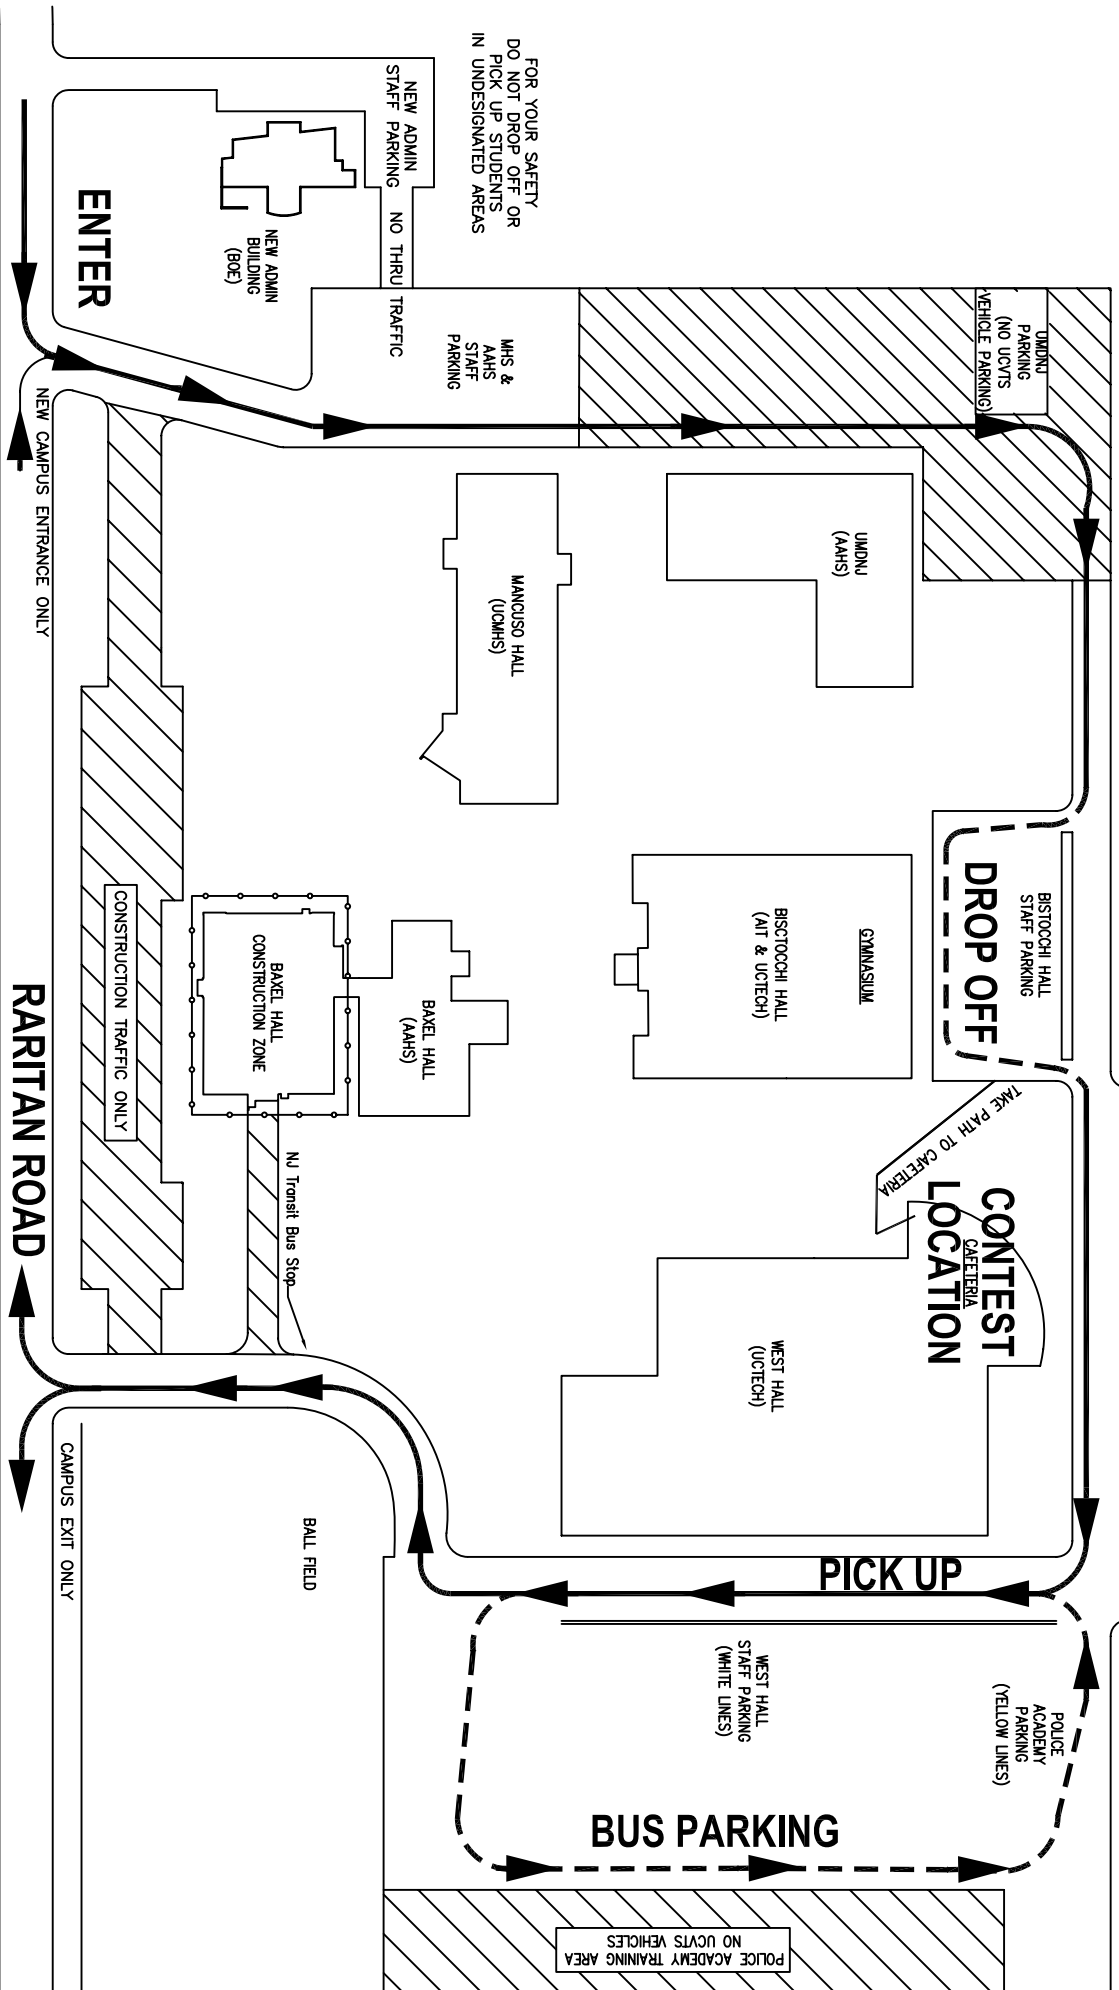 FOR YOUR SAFETY
DO NOT DROP OFF OR
PICK UP STUDENTS
IN UNDESIGNATED AREAS
NEW ADMIN
STAFF PARKING
NO THRU TRAFFIC
NEW ADMIN
BUILDING
(BOE)
ENTER
NEW CAMPUS ENTRANCE ONLY
MHS &
AAHS
STAFF
PARKING
UMDNJ
PARKING
(NO UCVTS
VEHICLE PARKING)
UMDNJ
(AAHS)
MANCUSO HALL
(UCMHS)
BISTOCCHI HALL
STAFF PARKING
DROP OFF
GYMNASIUM
BISCTOCCHI HALL
(AIT & UCTECH)
BAXEL HALL
(AAHS)
BAXEL HALL
CONSTRUCTION ZONE
CONSTRUCTION TRAFFIC ONLY
RARITAN ROAD
NJ Transit Bus Stop
TAKE PATH TO CAFETERIA
CONTEST
CAFETERIA
LOCATION
WEST HALL
(UCTECH)
CAMPUS EXIT ONLY
BALL FIELD
PICK UP
WEST HALL
STAFF PARKING
(WHITE LINES)
POLICE
ACADEMY
PARKING
(YELLOW LINES)
BUS PARKING
POLICE ACADEMY TRAINING AREA
NO UCVTS VEHICLES